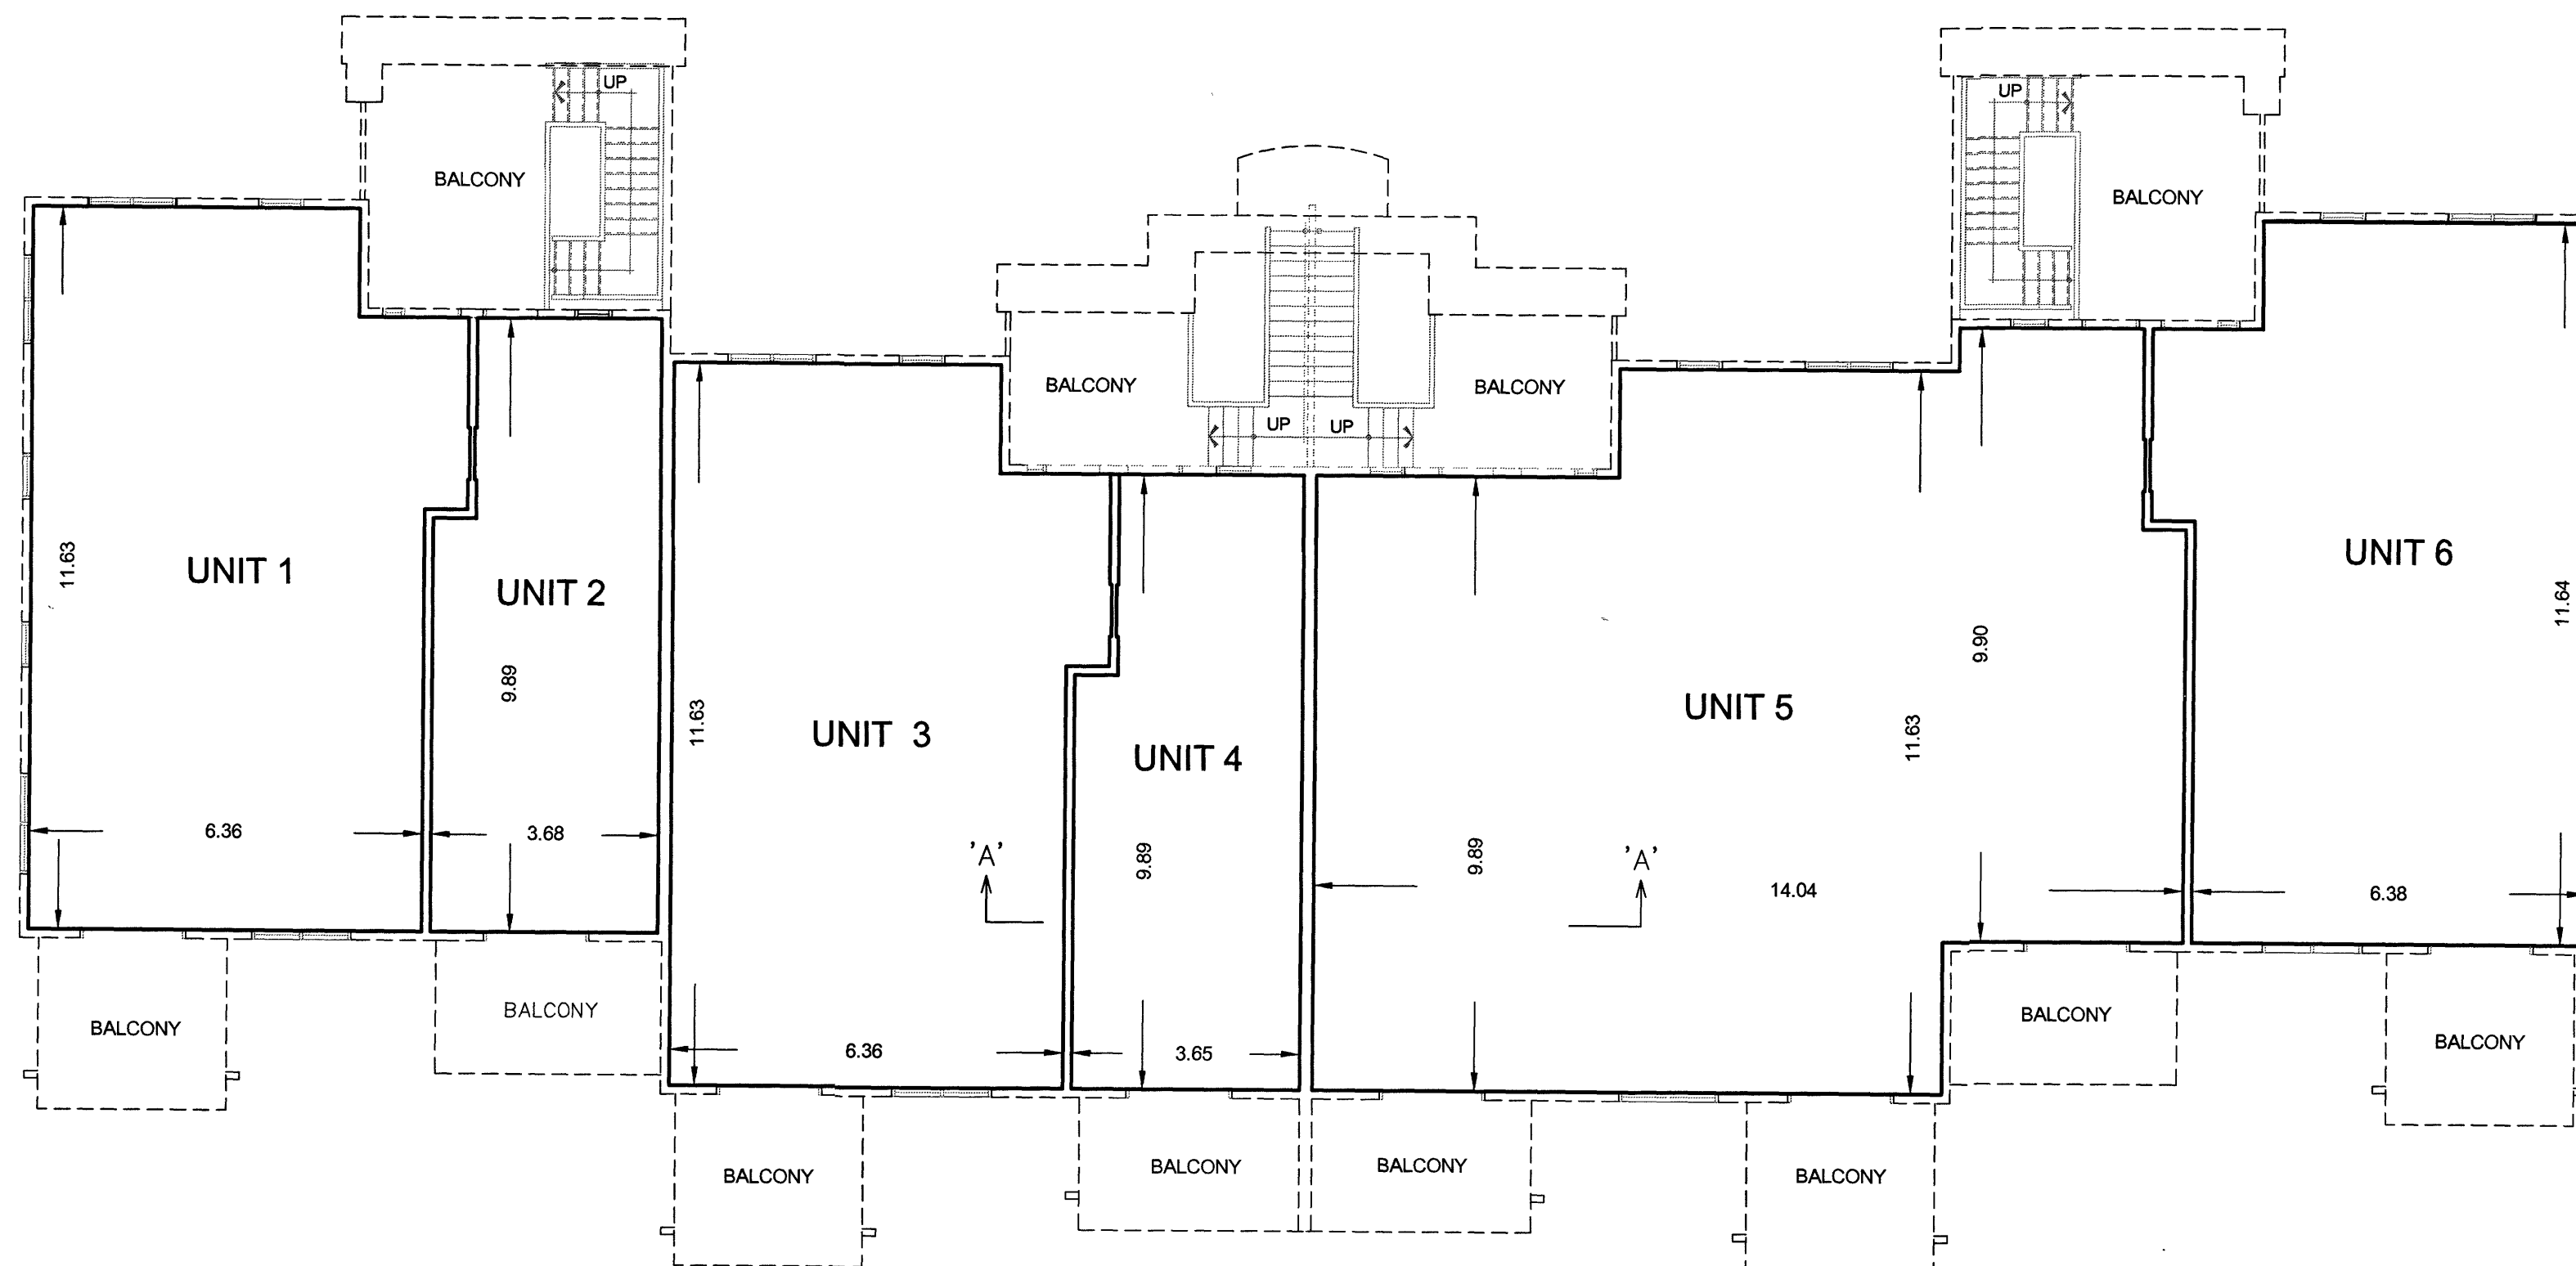 UP
UP
BALCONY
BALCONY
BALCONY
BALCONY
UP
UP
UNIT 1
UNIT 2
UNIT 3
UNIT 4
UNIT 5
UNIT 6
11.63
9.89
11.63
9.89
9.89
11.63
9.90
11.64
6.36
3.68
'A'
'A'
14.04
6.38
BALCONY
BALCONY
6.36
3.65
BALCONY
BALCONY
BALCONY
BALCONY
BALCONY
BALCONY